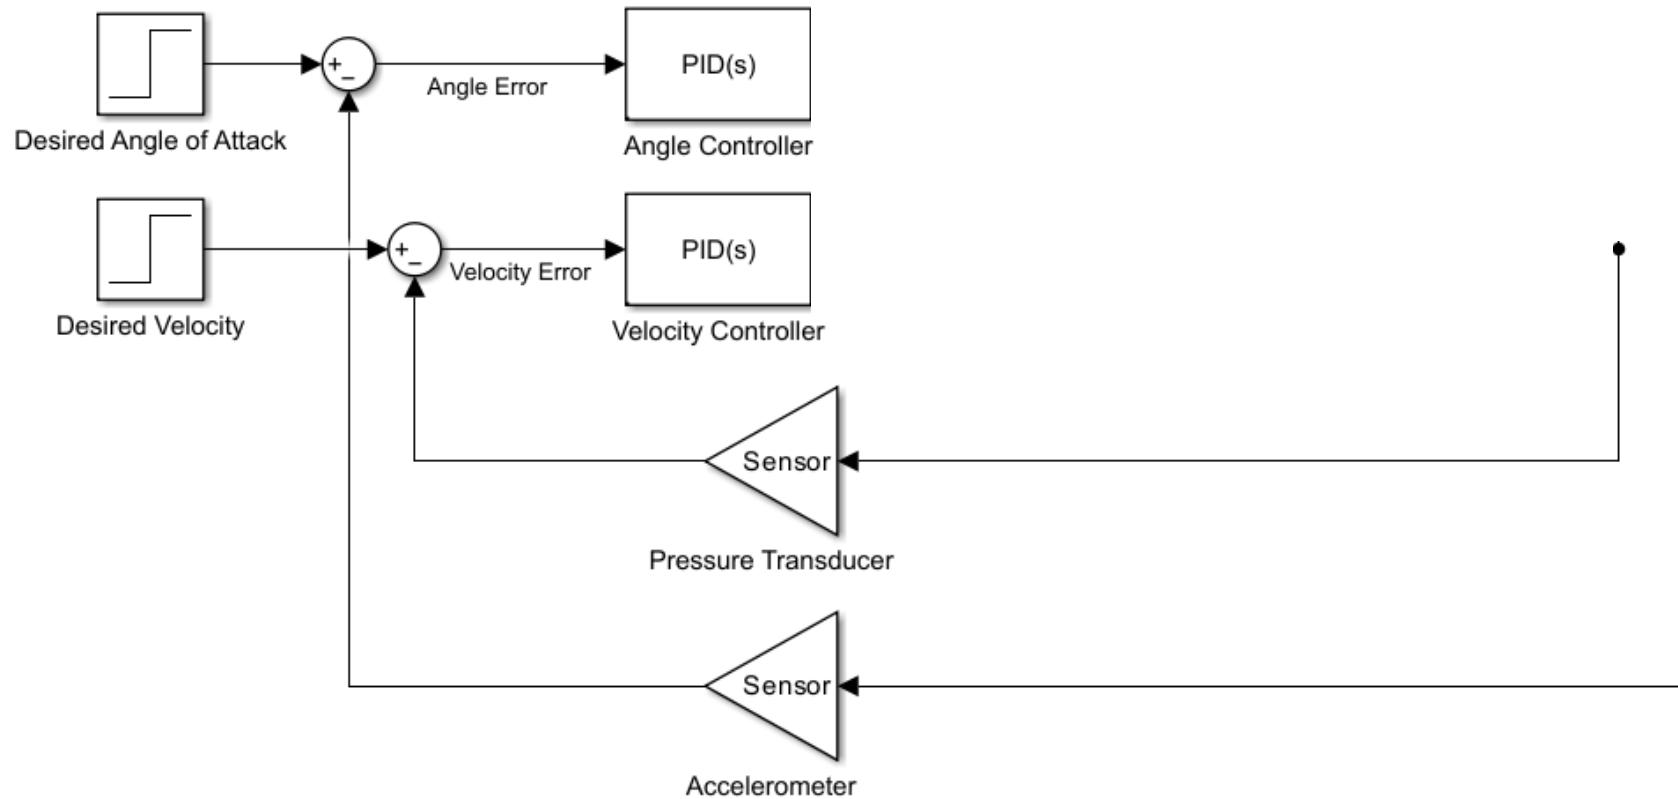 +
−
Angle Error
PID(s)
Desired Angle of Attack
Angle Controller
+
−
Velocity Error
PID(s)
Desired Velocity
Velocity Controller
Sensor
Pressure Transducer
Sensor
Accelerometer